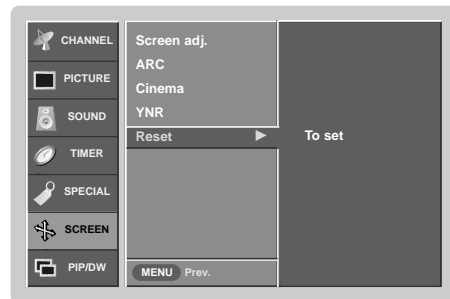 CHANNEL
PICTURE
SOUND
TIMER
SPECIAL
SCREEN
PIP/DW
Screen adj.
ARC
Cinema
YNR
Reset ▶ To set
MENU Prev.